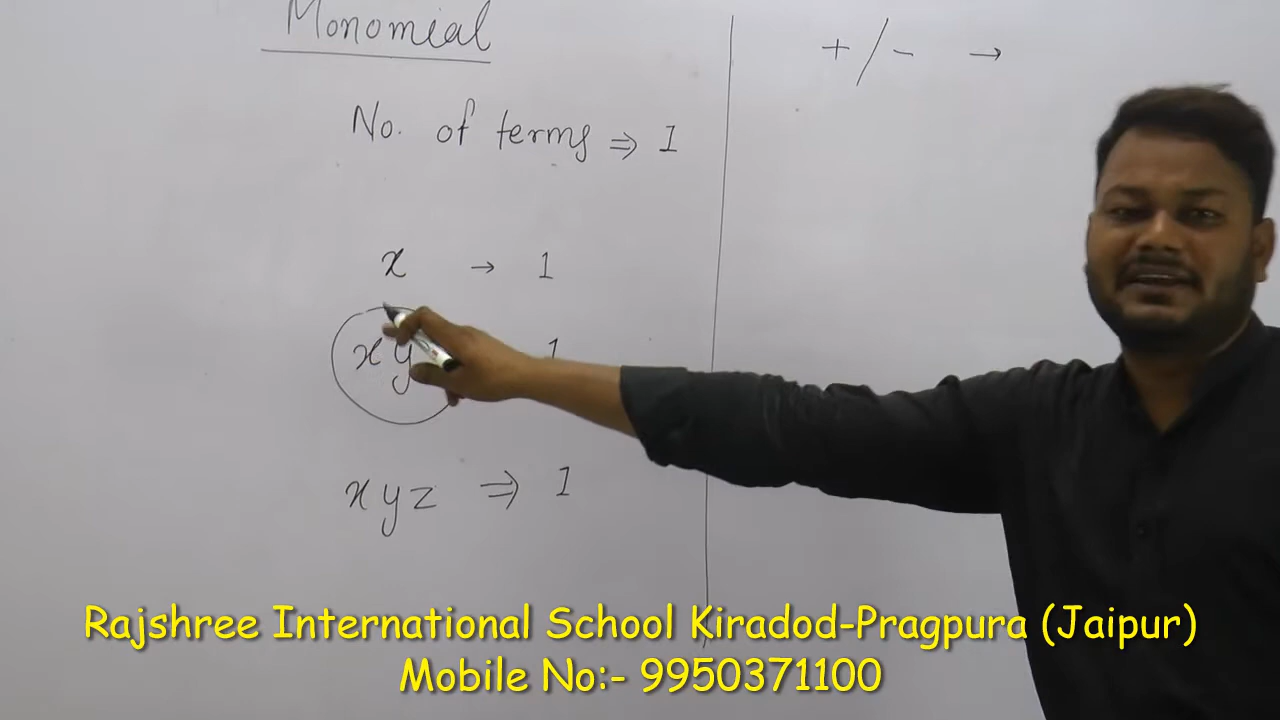 Monomial
No. of terms ⇒ 1
x → 1
xy 1
xyz ⇒ 1
+/- →
Rajshree International School Kiradod-Pragpura (Jaipur)
Mobile No:- 9950371100